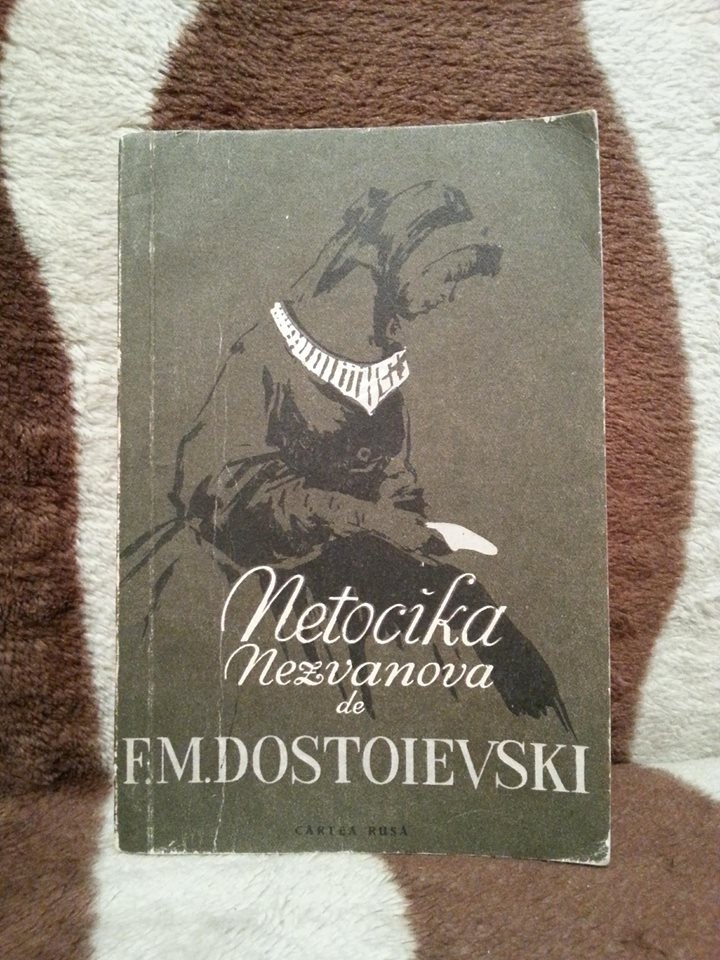 Netocika
Nezvanova
de
F.M.DOSTOIEVSKI
CARTEA RUSĂ